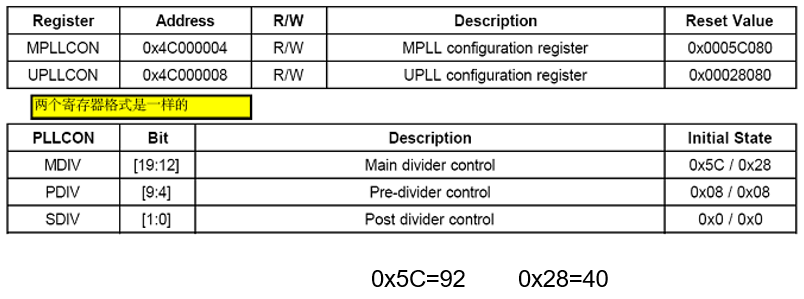 Register Address R/W Description Reset Value
MPLLCON 0x4C000004 R/W MPLL configuration register 0x0005C080
UPLLCON 0x4C000008 R/W UPLL configuration register 0x00028080
两个寄存器格式是一样的
PLLCON Bit Description Initial State
MDIV [19:12] Main divider control 0x5C / 0x28
PDIV [9:4] Pre-divider control 0x08 / 0x08
SDIV [1:0] Post divider control 0x0 / 0x0
0x5C=92 0x28=40